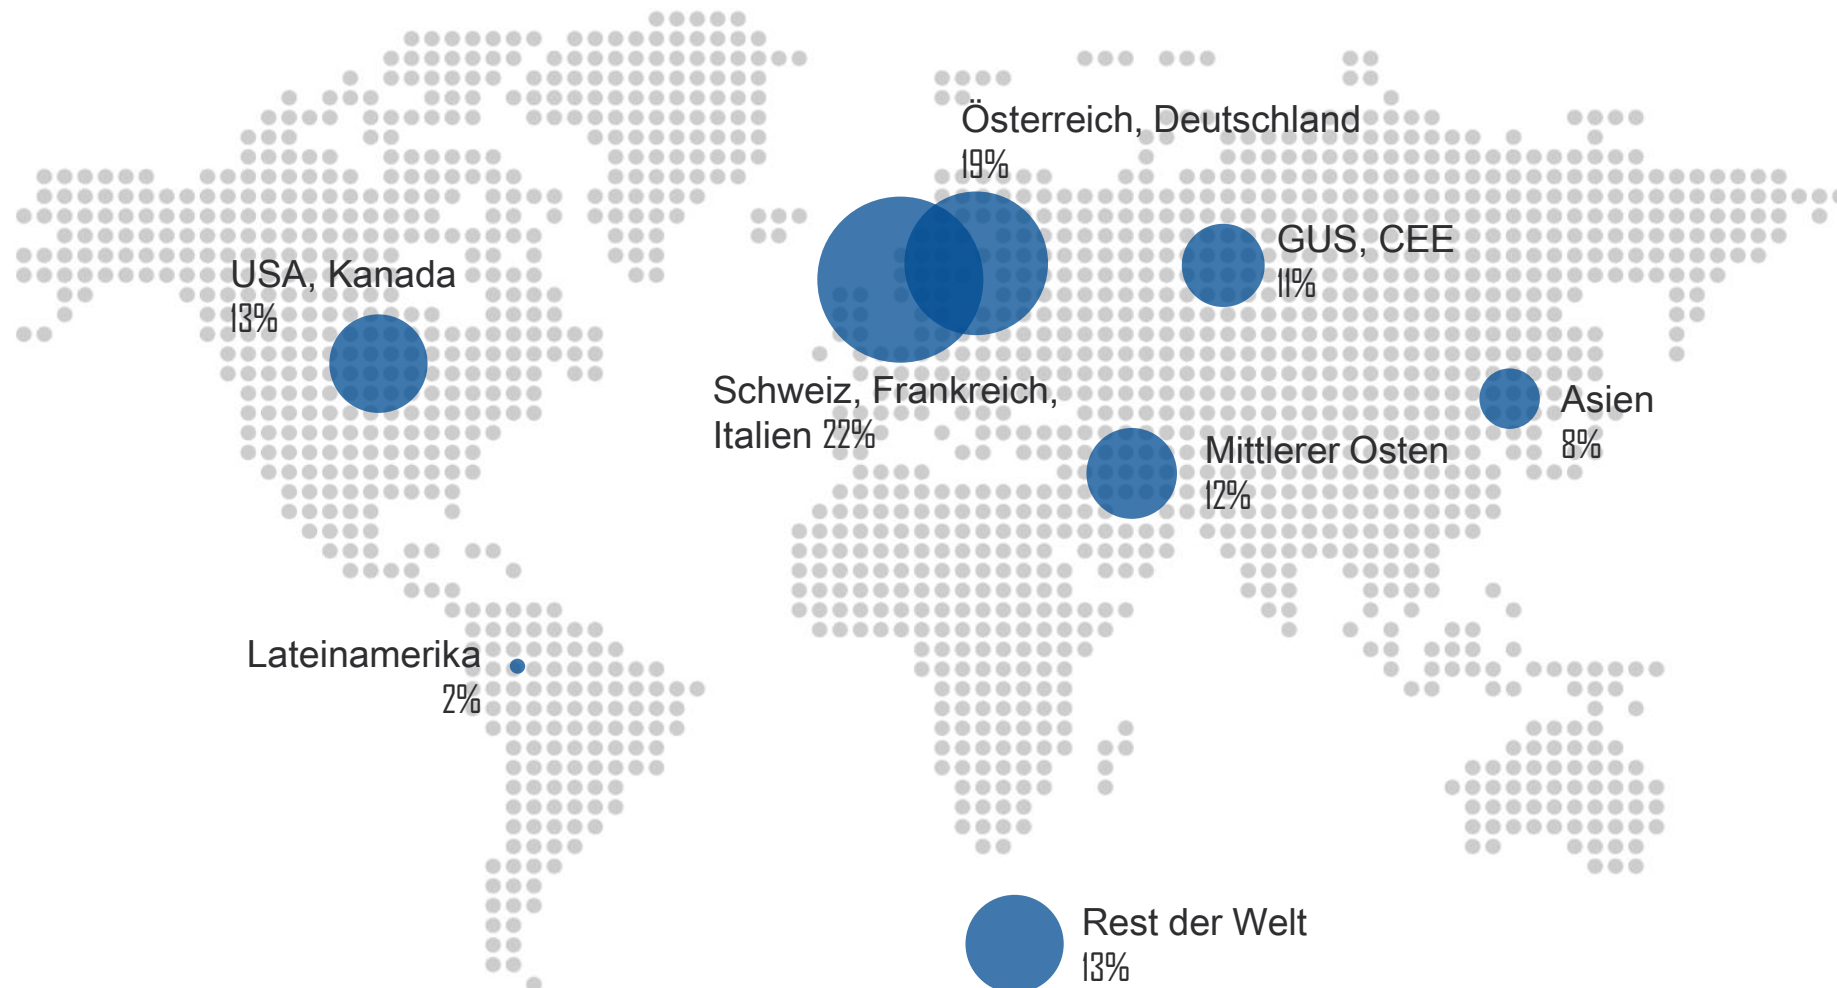 Österreich, Deutschland
19%
GUS, CEE
11%
USA, Kanada
13%
Schweiz, Frankreich,
Italien 22%
Asien
8%
Mittlerer Osten
12%
Lateinamerika
2%
Rest der Welt
13%